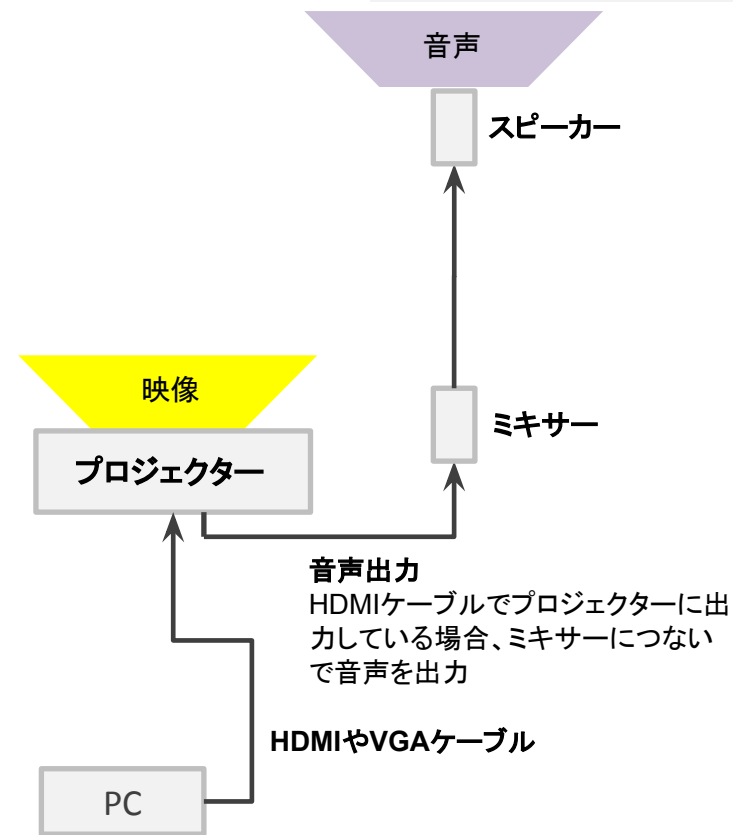 音声
スピーカー
映像
ミキサー
プロジェクター
音声出力
HDMIケーブルでプロジェクターに出
力している場合、ミキサーにつない
で音声を出力
HDMIやVGAケーブル
PC